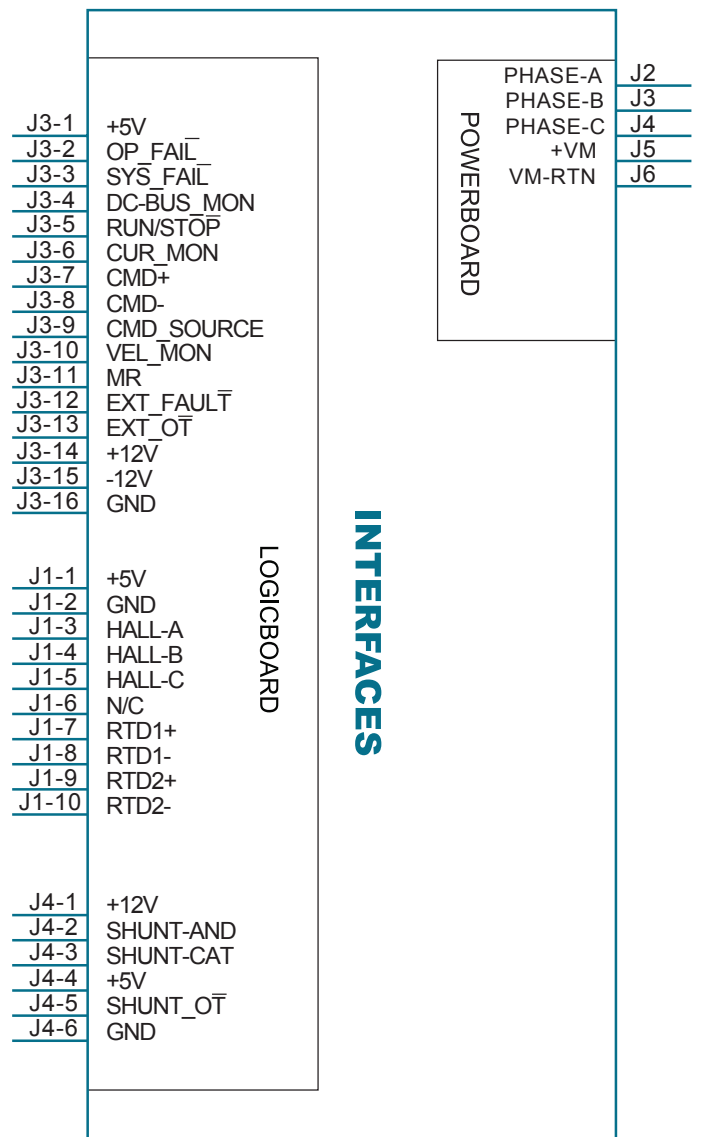 J3-1 +5V
J3-2 OP_FAIL
J3-3 SYS_FAIL
J3-4 DC-BUS_MON
J3-5 RUN/STOP
J3-6 CUR_MON
J3-7 CMD+
J3-8 CMD-
J3-9 CMD_SOURCE
J3-10 VEL_MON
J3-11 MR
J3-12 EXT_FAULT
J3-13 EXT_OT
J3-14 +12V
J3-15 -12V
J3-16 GND
J1-1 +5V
J1-2 GND
J1-3 HALL-A
J1-4 HALL-B
J1-5 HALL-C
J1-6 N/C
J1-7 RTD1+
J1-8 RTD1-
J1-9 RTD2+
J1-10 RTD2-
J4-1 +12V
J4-2 SHUNT-AND
J4-3 SHUNT-CAT
J4-4 +5V
J4-5 SHUNT_OT
J4-6 GND
LOGICBOARD
INTERFACES
POWERBOARD
PHASE-A J2
PHASE-B J3
PHASE-C J4
+VM J5
VM-RTN J6